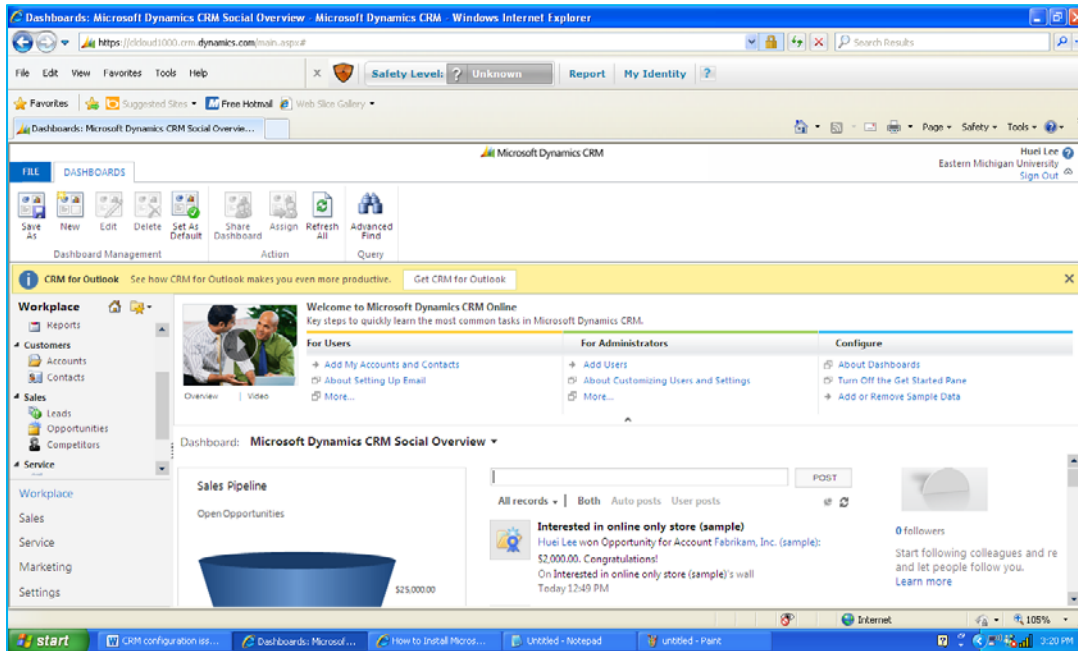 Dashboards: Microsoft Dynamics CRM Social Overview - Microsoft Dynamics CRM - Windows Internet Explorer
https://cloud1000.crm.dynamics.com/main.aspx#
Search Results
File Edit View Favorites Tools Help
x Safety Level: ? Unknown Report My Identity ?
Favorites Suggested Sites Free Hotmail Web Slice Gallery
Dashboards: Microsoft Dynamics CRM Social Overvie...
Page Safety Tools
Microsoft Dynamics CRM
Huei Lee
Eastern Michigan University
Sign Out
FILE DASHBOARDS
Save As New Edit Delete Set As Default Share Dashboard Assign Refresh All Advanced Find
Dashboard Management Action Query
CRM for Outlook See how CRM for Outlook makes you even more productive. Get CRM for Outlook
Workplace
Reports
Customers
Accounts
Contacts
Sales
Leads
Opportunities
Competitors
Service
Workplace
Sales
Service
Marketing
Settings
Overview | Video
Welcome to Microsoft Dynamics CRM Online
Key steps to quickly learn the most common tasks in Microsoft Dynamics CRM.
For Users
Add My Accounts and Contacts
About Setting Up Email
More...
For Administrators
Add Users
About Customizing Users and Settings
More...
Configure
About Dashboards
Turn Off the Get Started Pane
Add or Remove Sample Data
Dashboard: Microsoft Dynamics CRM Social Overview
Sales Pipeline
Open Opportunities
$25,000.00
POST
All records | Both Auto posts User posts
Interested in online only store (sample)
Huei Lee won Opportunity for Account Fabrikam, Inc. (sample):
$2,000.00. Congratulations!
On Interested in online only store (sample)'s wall
Today 12:49 PM
0 followers
Start following colleagues and re
and let people follow you.
Learn more
Internet 105%
start CRM configuration iss... Dashboards: Microsof... How to Install Micros... Untitled - Notepad untitled - Paint 3:20 PM